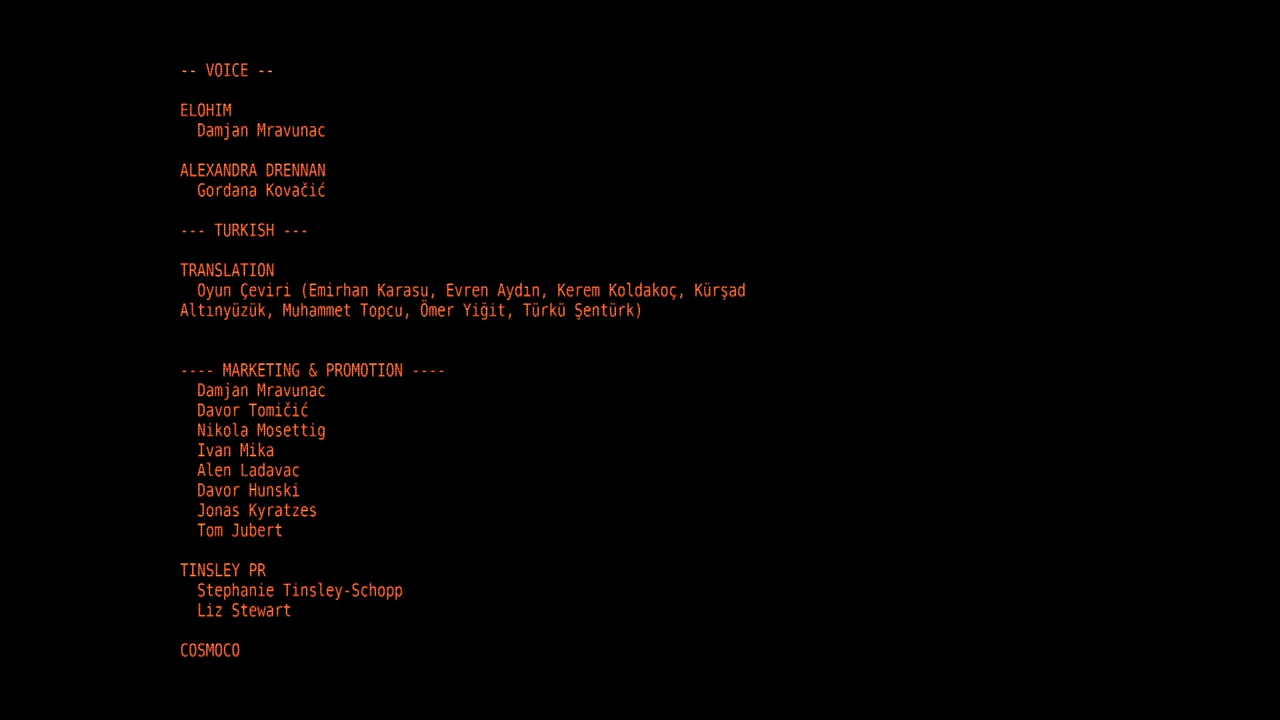 -- VOICE --
ELOHIM
Damjan Mravunac
ALEXANDRA DRENNAN
Gordana Kovačić
--- TURKISH ---
TRANSLATION
Oyun Çeviri (Emirhan Karasu, Evren Aydın, Kerem Koldakoç, Kürşad
Altınyüzük, Muhammet Topcu, Ömer Yiğit, Türkü Şentürk)
---- MARKETING & PROMOTION ----
Damjan Mravunac
Davor Tomičić
Nikola Mosettig
Ivan Mika
Alen Ladavac
Davor Hunski
Jonas Kyratzes
Tom Jubert
TINSLEY PR
Stephanie Tinsley-Schopp
Liz Stewart
COSMOCO